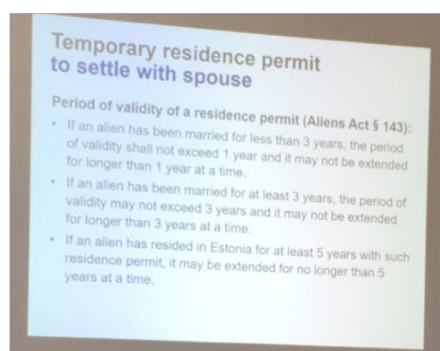 Temporary residence permit
to settle with spouse
Period of validity of a residence permit (Aliens Act § 143):
• If an alien has been married for less than 3 years, the period
of validity shall not exceed 1 year and it may not be extended
for longer than 1 year at a time.
• If an alien has been married for at least 3 years, the period of
validity may not exceed 3 years and it may not be extended
for longer than 3 years at a time.
• If an alien has resided in Estonia for at least 5 years with such
residence permit, it may be extended for no longer than 5
years at a time.